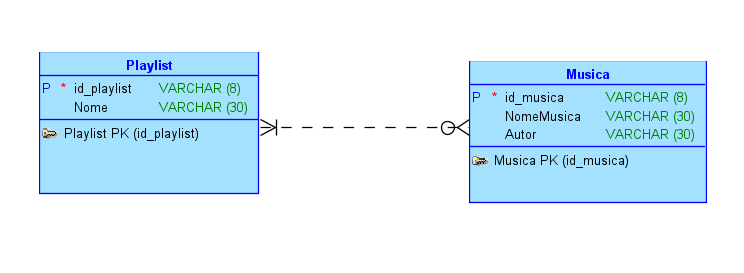 Playlist
P * id_playlist VARCHAR (8)
Nome VARCHAR (30)
Playlist PK (id_playlist)
Musica
P * id_musica VARCHAR (8)
NomeMusica VARCHAR (30)
Autor VARCHAR (30)
Musica PK (id_musica)